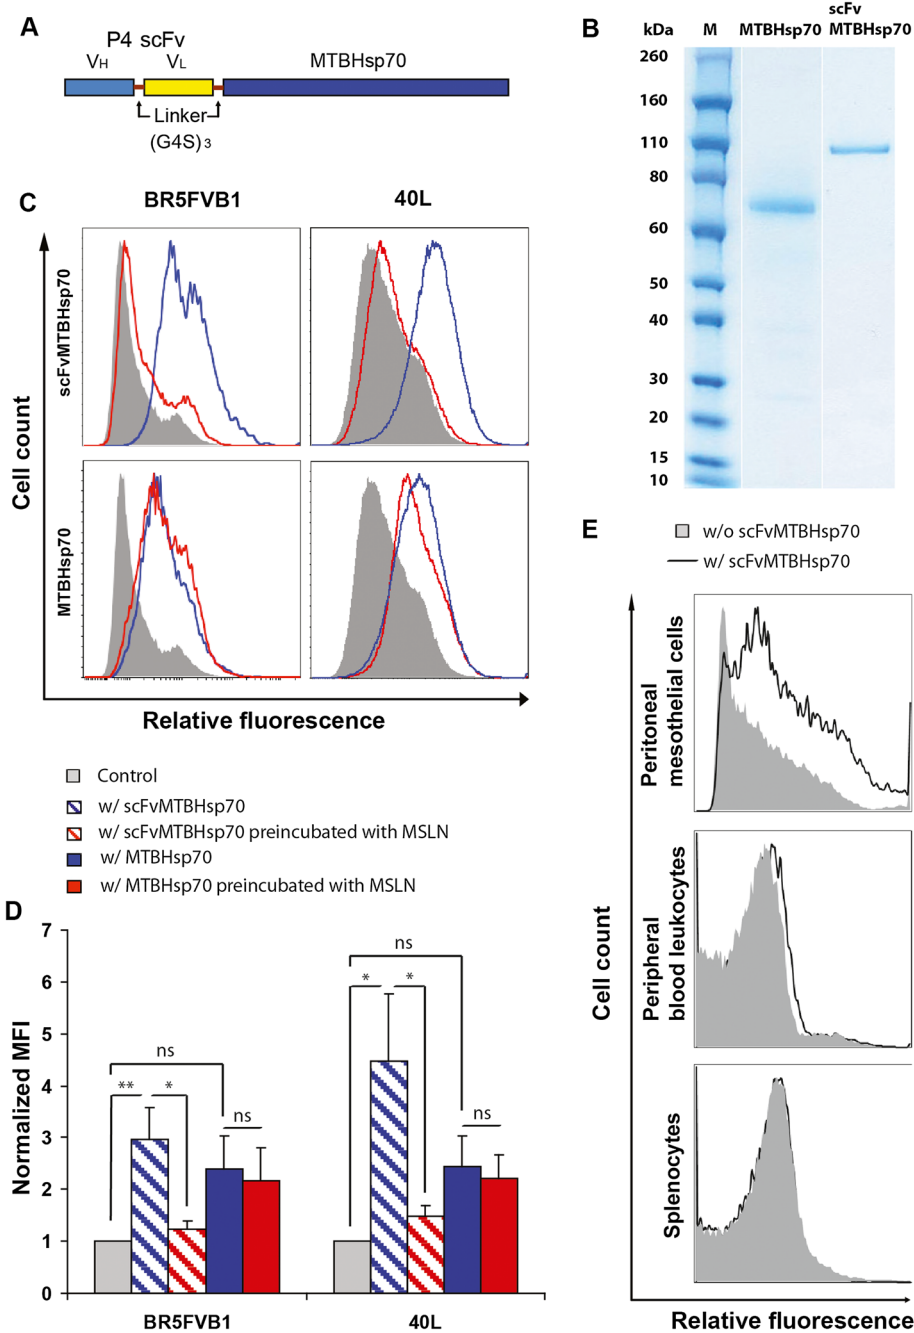 A
P4 scFv
VH VL MTBHsp70
Linker
(G4S)3
B
kDa M MTBHsp70 scFv MTBHsp70
260
160
110
80
60
50
40
30
20
15
10
C
BR5FVB1 40L
scFvMTBHsp70
MTBHsp70
Cell count
Relative fluorescence
Control
w/ scFvMTBHsp70
w/ scFvMTBHsp70 preincubated with MSLN
w/ MTBHsp70
w/ MTBHsp70 preincubated with MSLN
D
Normalized MFI
7
6
5
4
3
2
1
0
ns
** *
ns
ns
* *
ns
BR5FVB1 40L
E
w/o scFvMTBHsp70
w/ scFvMTBHsp70
Peritoneal
mesothelial cells
Peripheral
blood leukocytes
Splenocytes
Cell count
Relative fluorescence